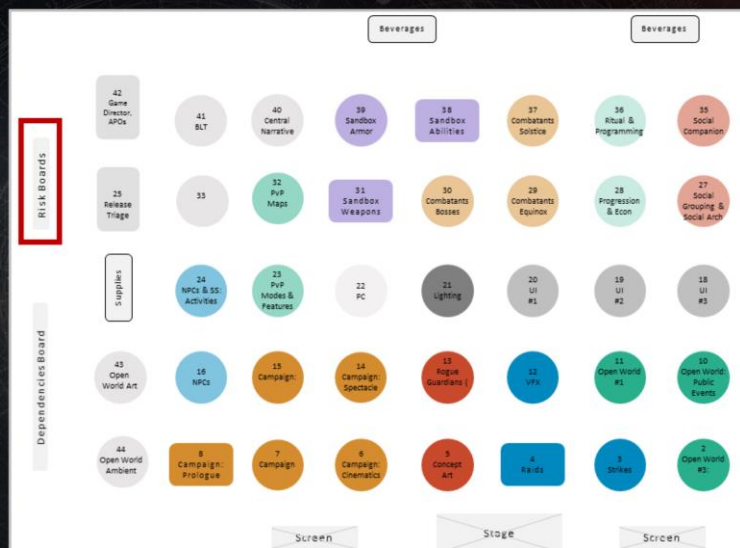 Beverages
Beverages
42
Game
Director,
APOs
41
BLT
40
Central
Narrative
39
Sandbox
Armor
38
Sandbox
Abilities
37
Combatants
Solstice
36
Ritual &
Programming
35
Social
Companion
Risk Boards
25
Release
Triage
33
32
PvP
Maps
31
Sandbox
Weapons
30
Combatants
Bosses
29
Combatants
Equinox
28
Progression
& Econ
27
Social
Grouping &
Social Arch
Supplies
24
NPCs & SS:
Activities
23
PvP
Modes &
Features
22
PC
21
Lighting
20
UI
#1
19
UI
#2
18
UI
#3
Dependencies Board
43
Open
World Art
16
NPCs
15
Campaign:
14
Campaign:
Spectacle
13
Rogue
Guardians (
12
VFX
11
Open World
#1
10
Open World:
Public
Events
44
Open World
Ambient
8
Campaign:
Prologue
7
Campaign
6
Campaign:
Cinematics
5
Concept
Art
4
Raids
3
Strikes
2
Open World
#3:
Screen
Stage
Screen